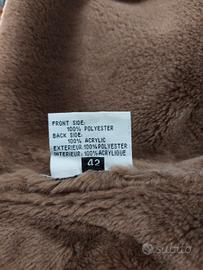 FRONT SIDE:
100% POLYESTER
BACK SIDE:
100% ACRYLIC
EXTERIEUR:100%POLYESTER
INTERIEUR:100%ACRYLIQUE
42
subito